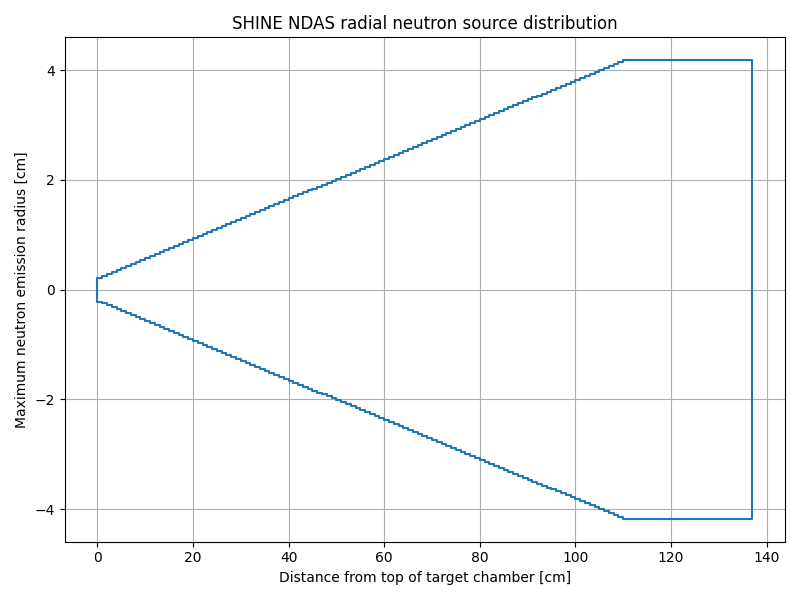 SHINE NDAS radial neutron source distribution
Maximum neutron emission radius [cm]
4
2
0
−2
−4
0 20 40 60 80 100 120 140
Distance from top of target chamber [cm]